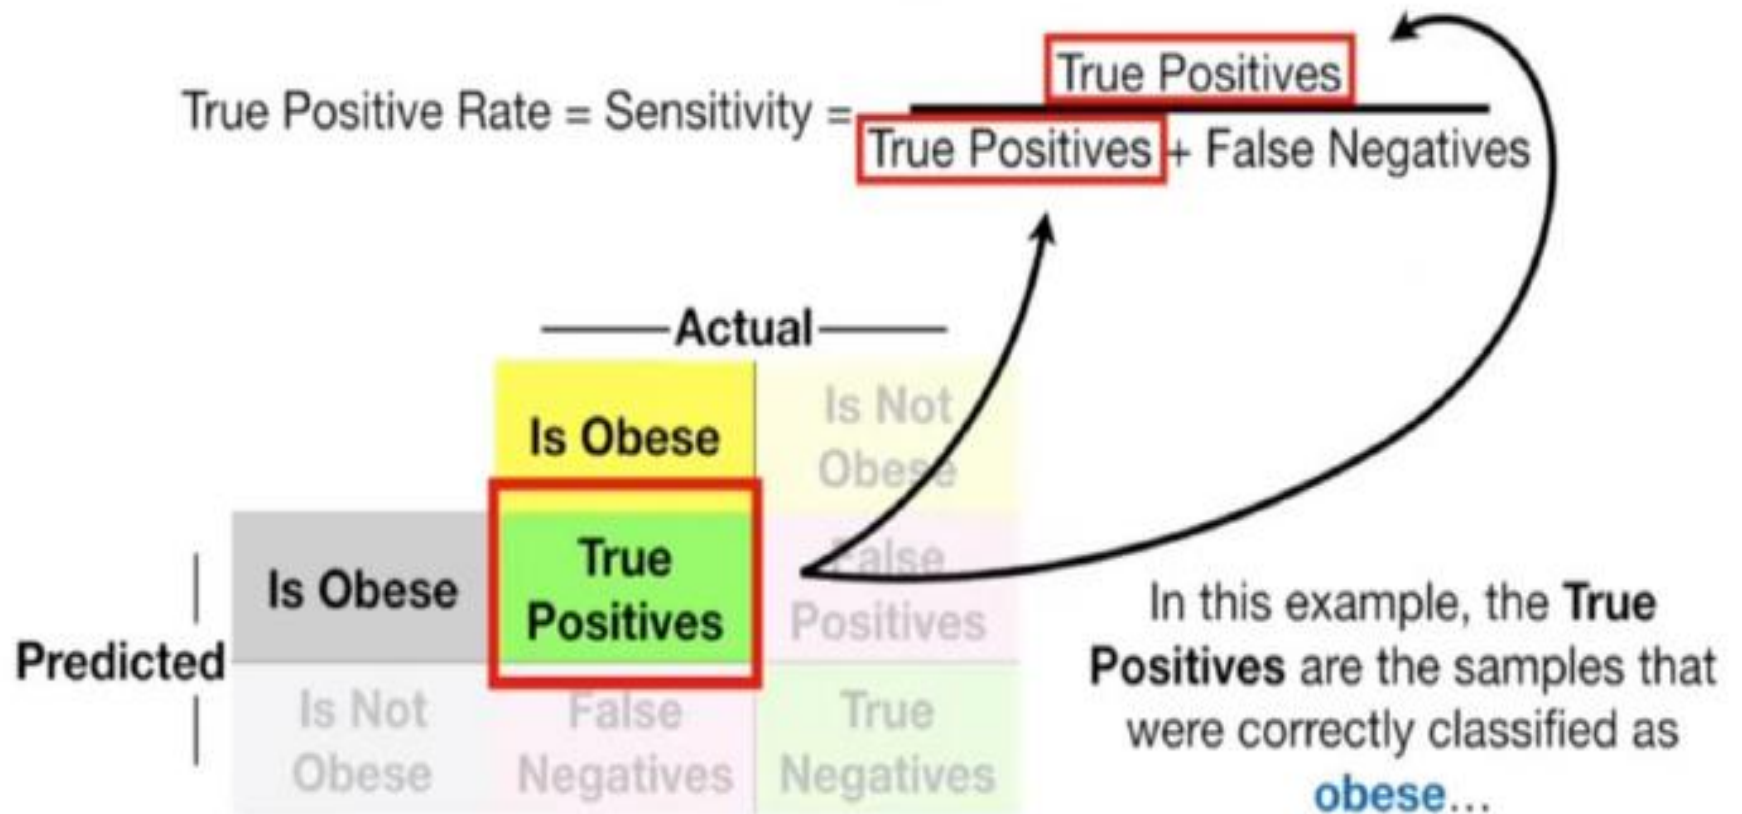 True Positives
True Positive Rate = Sensitivity =
True Positives + False Negatives
Actual
Is Obese
Is Not
Obese
Is Obese
True
Positives
False
Positives
Predicted
Is Not
Obese
False
Negatives
True
Negatives
In this example, the True
Positives are the samples that
were correctly classified as
obese...